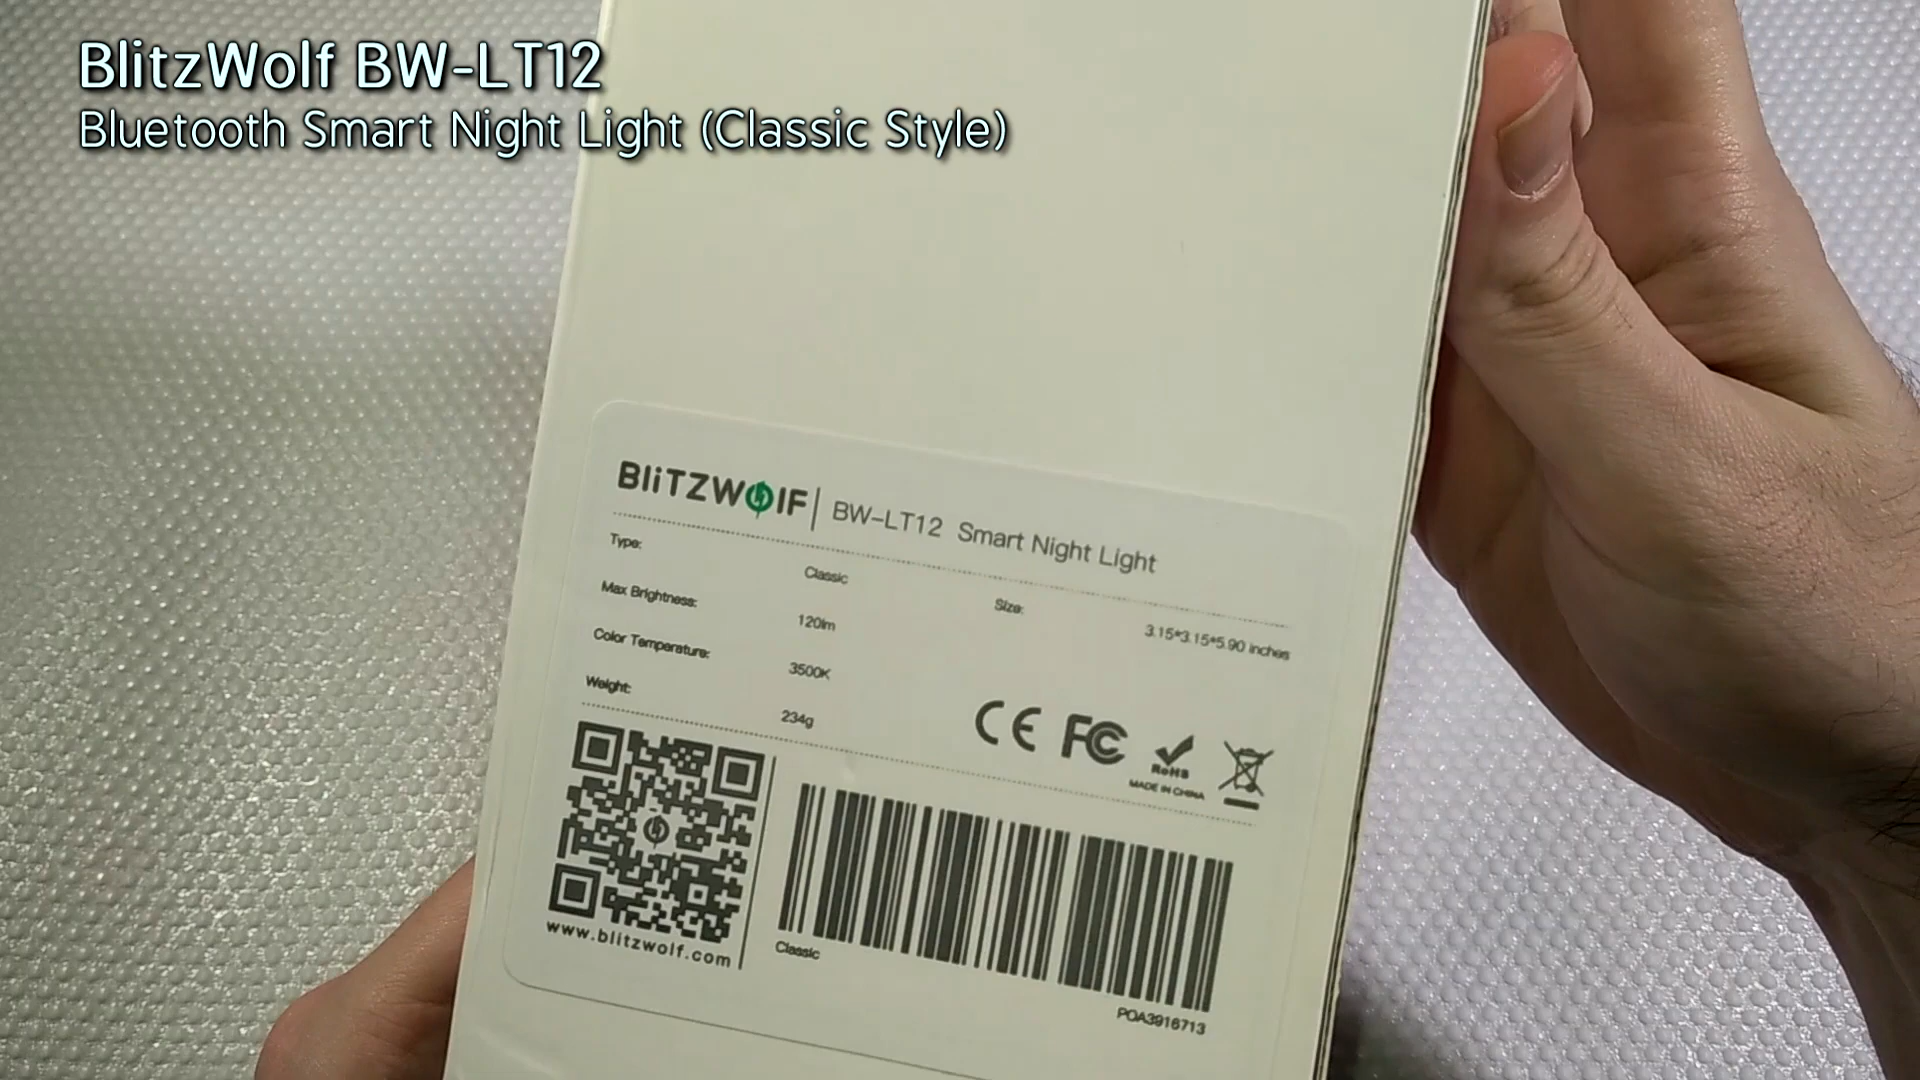 BlitzWolf BW-LT12
Bluetooth Smart Night Light (Classic Style)
BLiTZWOLF | BW-LT12 Smart Night Light
Type: Classic
Size: 3.15*3.15*5.90 inches
Max Brightness: 120lm
Color Temperature: 3500K
Weight: 234g
CE FC RoHS
MADE IN CHINA
www.blitzwolf.com
Classic
POA3916713